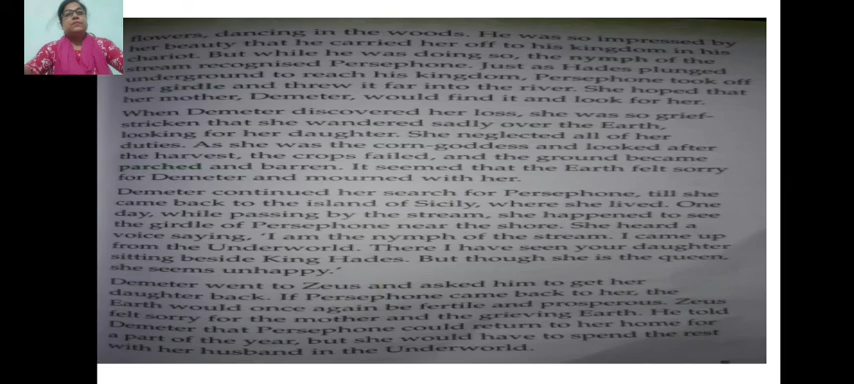 flowers, dancing in the woods. He was so impressed by
her beauty that he carried her off to his kingdom in his
chariot. But while he was doing so, the nymph of the
stream recognised Persephone. Just as Hades plunged
underground to reach his kingdom, Persephone took off
her girdle and threw it far into the river. She hoped that
her mother, Demeter, would find it and look for her.
When Demeter discovered her loss, she was so grief-
stricken that she wandered sadly over the Earth,
looking for her daughter. She neglected all of her
duties. As she was the corn-goddess and looked after
the harvest, the crops failed, and the ground became
parched and barren. It seemed that the Earth felt sorry
for Demeter and mourned with her.
Demeter continued her search for Persephone, till she
came back to the island of Sicily, where she lived. One
day, while passing by the stream, she happened to see
the girdle of Persephone near the shore. She heard a
voice saying, 'I am the nymph of the stream. I came up
from the Underworld. There I have seen your daughter
sitting beside King Hades. But though she is the queen,
she seems unhappy.'
Demeter went to Zeus and asked him to get her
daughter back. If Persephone came back to her, the
Earth would once again be fertile and prosperous. Zeus
felt sorry for the mother and the grieving Earth. He told
Demeter that Persephone could return to her home for
a part of the year, but she would have to spend the rest
with her husband in the Underworld.